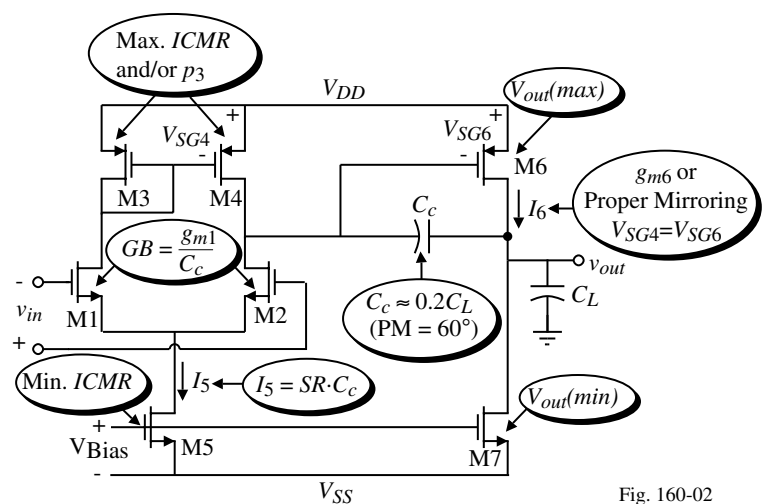 Max. ICMR
and/or p3
VDD
Vout(max)
VSG4
+
-
VSG6
+
-
M6
M3
M4
Cc
I6
gm6 or
Proper Mirroring
VSG4=VSG6
GB = gm1
Cc
vout
-
vin
+
M1
M2
Cc ≈ 0.2CL
(PM = 60°)
CL
Min. ICMR
I5
I5 = SR·Cc
Vout(min)
+
VBias
-
M5
M7
VSS
Fig. 160-02